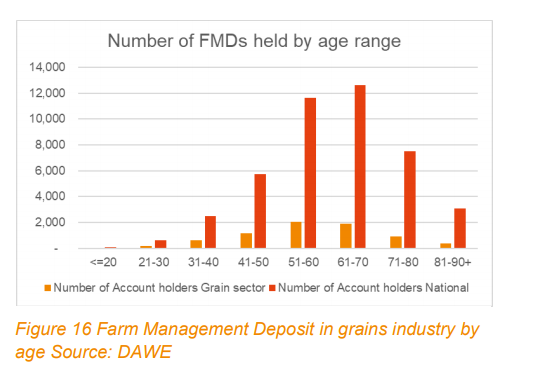 Number of FMDs held by age range
14,000
12,000
10,000
8,000
6,000
4,000
2,000
-
<=20 21-30 31-40 41-50 51-60 61-70 71-80 81-90+
Number of Account holders Grain sector Number of Account holders National
Figure 16 Farm Management Deposit in grains industry by
age Source: DAWE